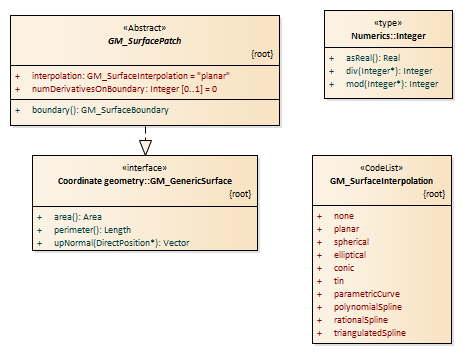 «Abstract»
GM_SurfacePatch
{root}
+ interpolation: GM_SurfaceInterpolation = "planar"
+ numDerivativesOnBoundary: Integer [0..1] = 0
+ boundary(): GM_SurfaceBoundary
«type»
Numerics::Integer
+ asReal(): Real
+ div(Integer*): Integer
+ mod(Integer*): Integer
«interface»
Coordinate geometry::GM_GenericSurface
{root}
+ area(): Area
+ perimeter(): Length
+ upNormal(DirectPosition*): Vector
«CodeList»
GM_SurfaceInterpolation
{root}
+ none
+ planar
+ spherical
+ elliptical
+ conic
+ tin
+ parametricCurve
+ polynomialSpline
+ rationalSpline
+ triangulatedSpline